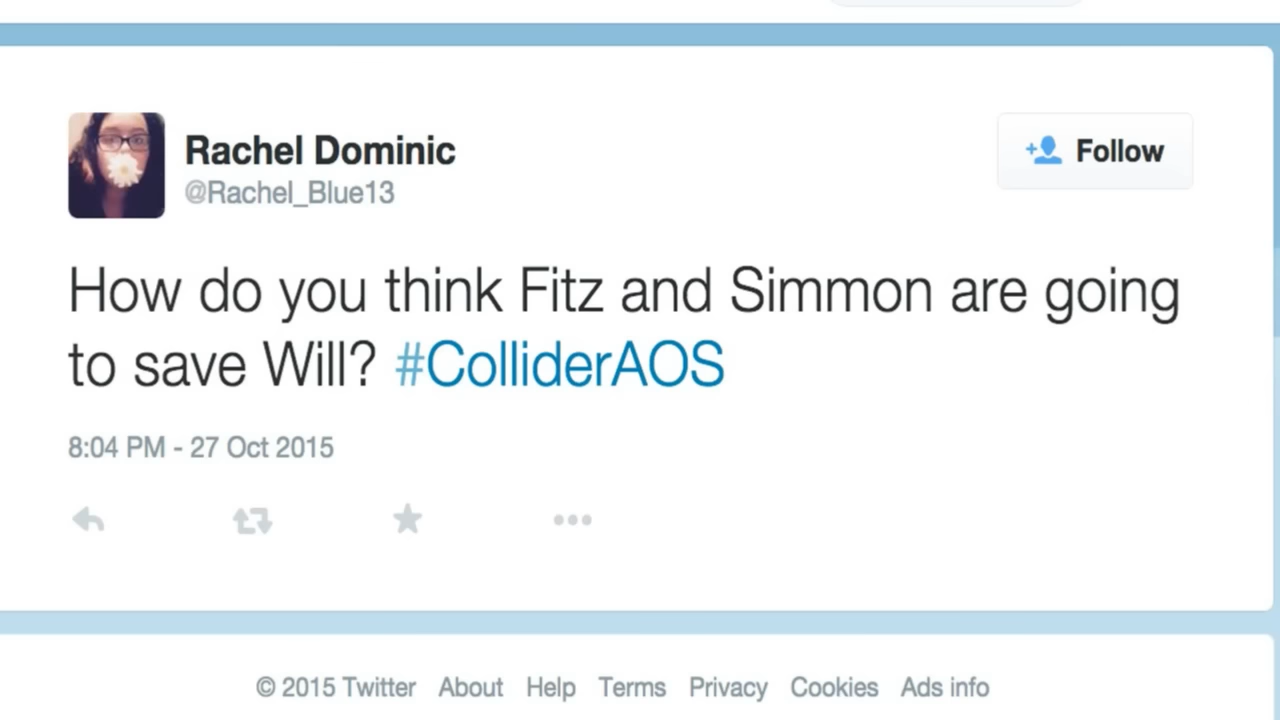 Rachel Dominic
@Rachel_Blue13
Follow
How do you think Fitz and Simmon are going
to save Will? #ColliderAOS
8:04 PM - 27 Oct 2015
© 2015 Twitter About Help Terms Privacy Cookies Ads info